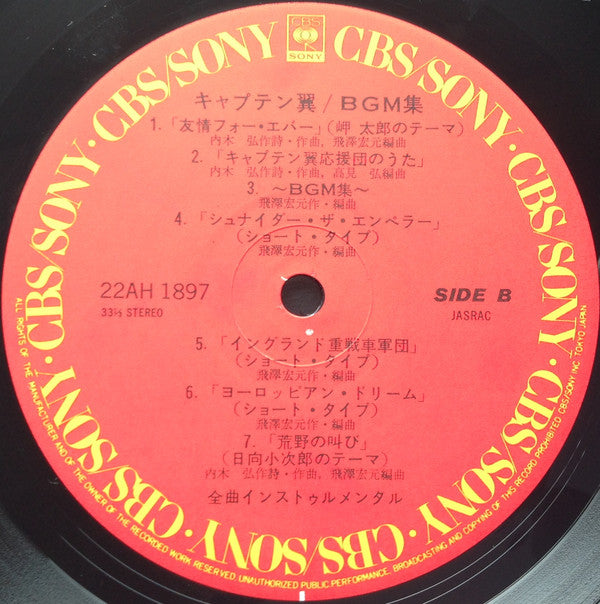 CBS
SONY
CBS/SONY · CBS/SONY · CBS/SONY · CBS/SONY · CBS/SONY · CBS/SONY · CBS/SONY
キャプテン翼/BGM集
1.「友情フォー・エバー」(岬 太郎のテーマ)
内木 弘作詩・作曲, 飛澤宏元編曲
2.「キャプテン翼応援団のうた」
内木 弘作詩・作曲, 高見 弘編曲
3. 〜BGM集〜
飛澤宏元作・編曲
4.「シュナイダー・ザ・エンペラー」
(ショート・タイプ)
飛澤宏元作・編曲
22AH 1897
33⅓ STEREO
SIDE B
JASRAC
5.「イングランド重戦車軍団」
(ショート・タイプ)
飛澤宏元作・編曲
6.「ヨーロッピアン・ドリーム」
(ショート・タイプ)
飛澤宏元作・編曲
7.「荒野の叫び」
(日向小次郎のテーマ)
内木 弘作詩・作曲, 飛澤宏元編曲
全曲インストゥルメンタル
ALL RIGHTS OF THE MANUFACTURER AND OF THE OWNER OF THE RECORDED WORK RESERVED. UNAUTHORIZED PUBLIC PERFORMANCE, BROADCASTING AND COPYING OF THIS RECORD PROHIBITED CBS/SONY INC. TOKYO JAPAN